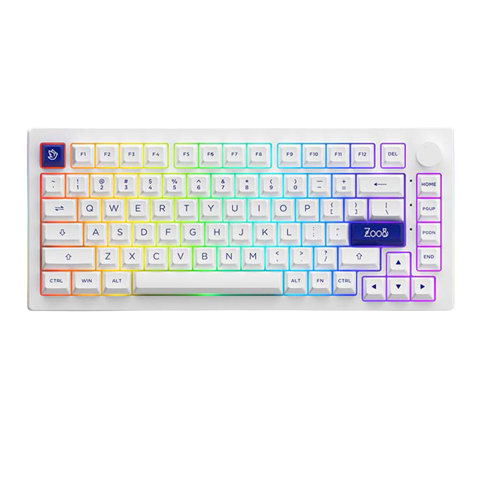 F1 F2 F3 F4 F5 F6 F7 F8 F9 F10 F11 F12 DEL
~ ` ! 1 @ 2 # 3 $ 4 % 5 ^ 6 & 7 * 8 ( 9 ) 0 _ - + = ← HOME
Q W E R T Y U I O P { [ } ] | \ PGUP
A S D F G H J K L : ; " ' Zoo8 PGDN
⇧ Z X C V B N M < , > . ? / ⇧ ▲ END
CTRL WIN ALT ALT FN CTRL ◀ ▼ ▶